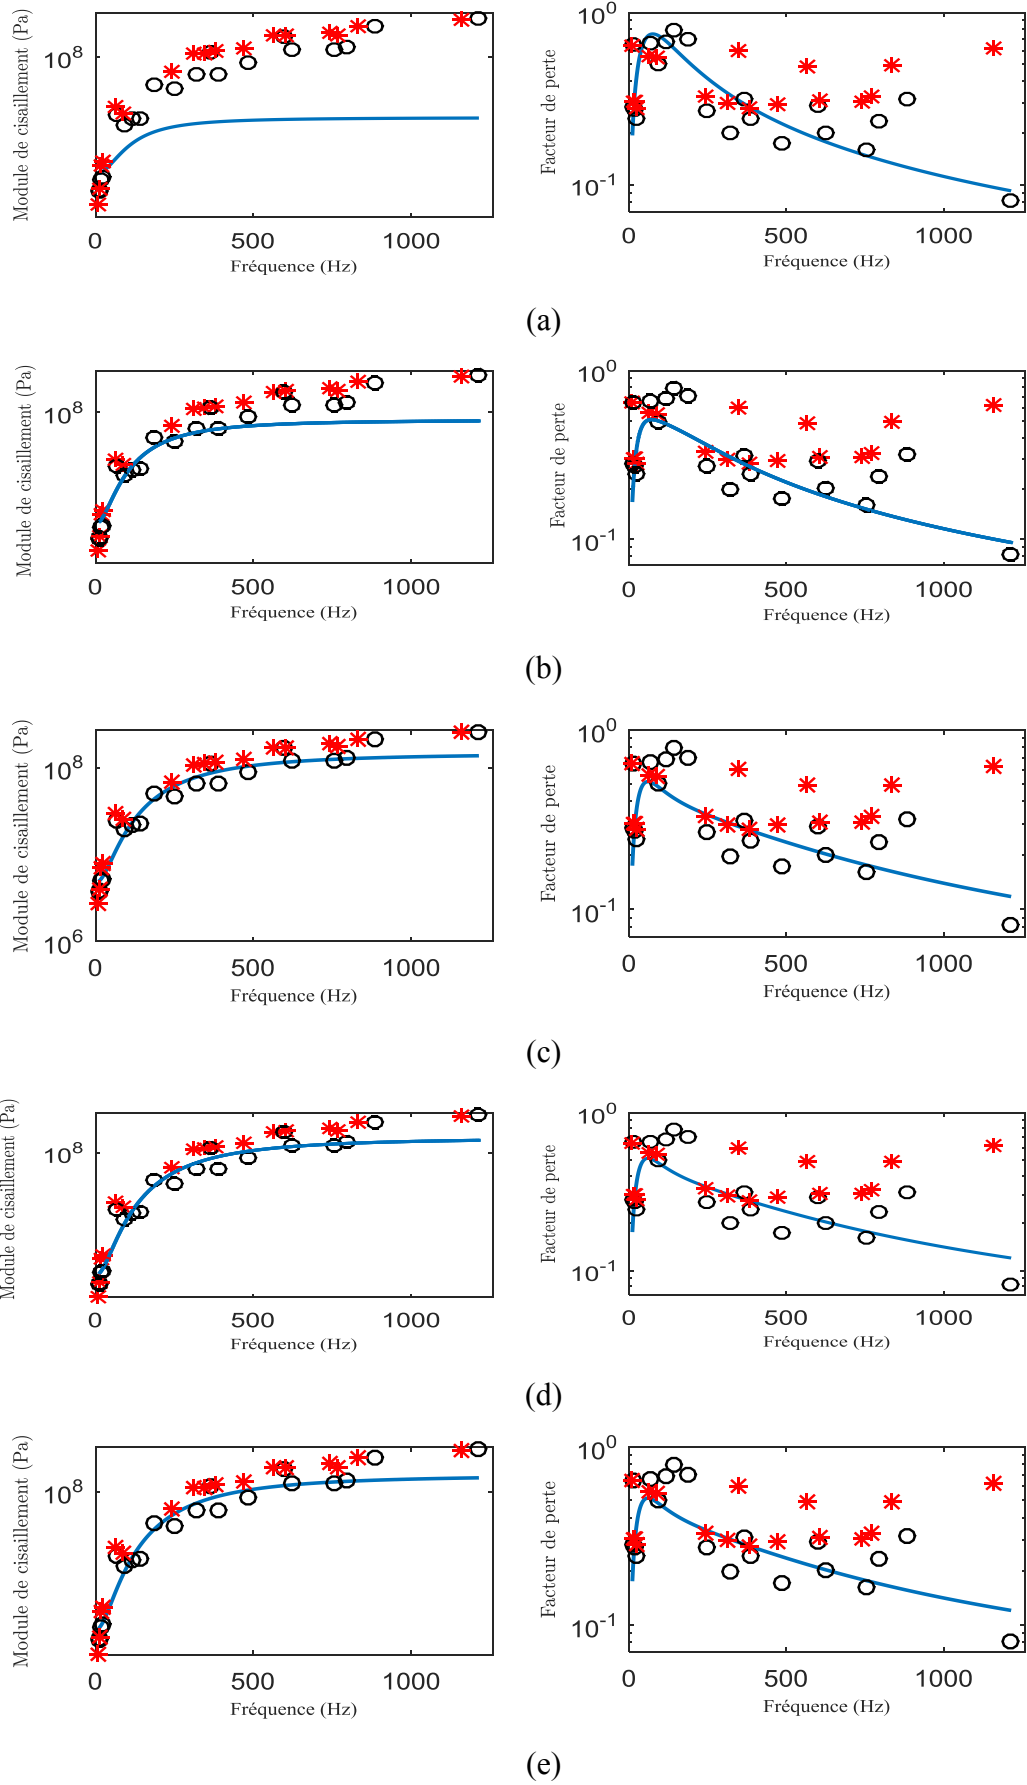 Module de cisaillement (Pa)
10^8
0 500 1000
Fréquence (Hz)
Facteur de perte
10^0
10^-1
0 500 1000
Fréquence (Hz)
(a)
Module de cisaillement (Pa)
10^8
0 500 1000
Fréquence (Hz)
Facteur de perte
10^0
10^-1
0 500 1000
Fréquence (Hz)
(b)
Module de cisaillement (Pa)
10^8
10^6
0 500 1000
Fréquence (Hz)
Facteur de perte
10^0
10^-1
0 500 1000
Fréquence (Hz)
(c)
Module de cisaillement (Pa)
10^8
0 500 1000
Fréquence (Hz)
Facteur de perte
10^0
10^-1
0 500 1000
Fréquence (Hz)
(d)
Module de cisaillement (Pa)
10^8
0 500 1000
Fréquence (Hz)
Facteur de perte
10^0
10^-1
0 500 1000
Fréquence (Hz)
(e)